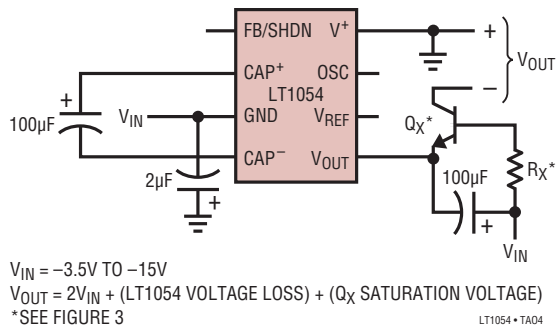 FB/SHDN V+
CAP+ OSC
LT1054
GND VREF
CAP− VOUT
100µF
+
VIN
2µF
+
+
VOUT
−
QX*
RX*
100µF
+
VIN
VIN = −3.5V TO −15V
VOUT = 2VIN + (LT1054 VOLTAGE LOSS) + (QX SATURATION VOLTAGE)
*SEE FIGURE 3
LT1054 • TA04